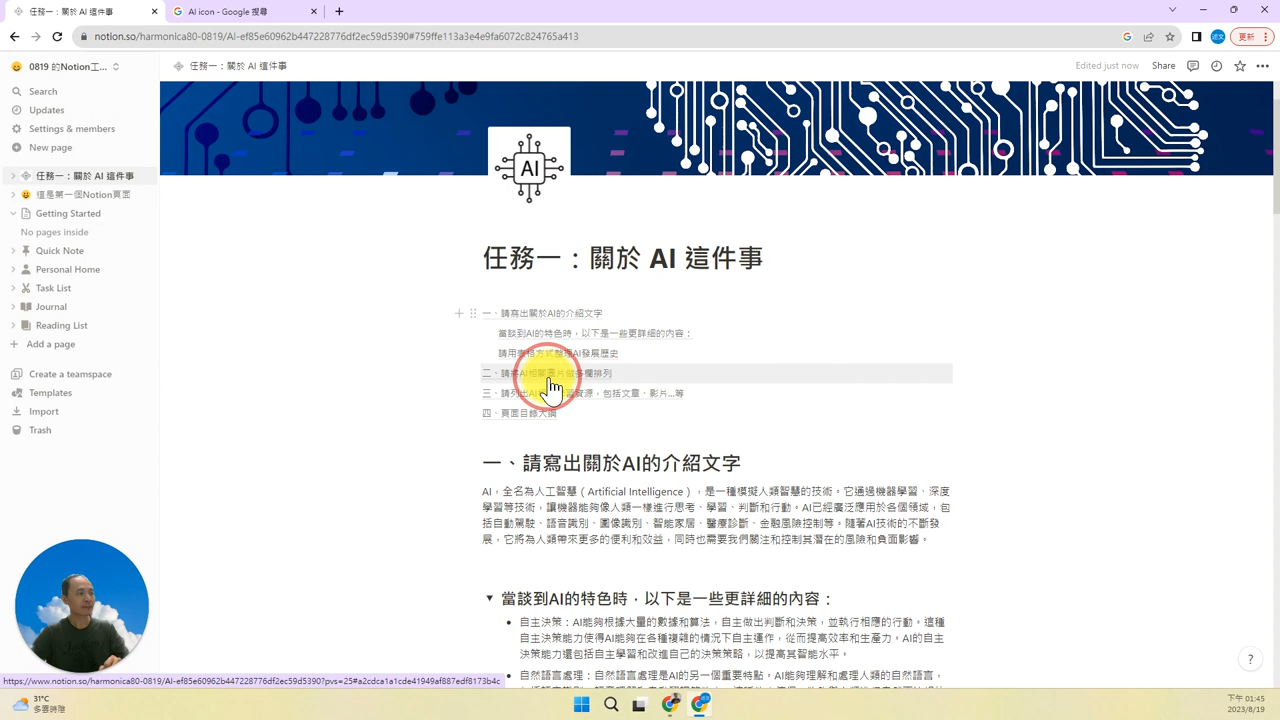 任務一：關於 AI 這件事
AI icon - Google 搜尋
notion.so/harmonica80-0819/AI-ef85e60962b447228776df2ec59d5390#759ffe113a3e4e9fa6072c824765a413
更新
0819 的Notion工...
任務一：關於 AI 這件事
Edited just now
Share
Search
Updates
Settings & members
New page
任務一：關於 AI 這件事
這是第一個Notion頁面
Getting Started
No pages inside
Quick Note
Personal Home
Task List
Journal
Reading List
Add a page
Create a teamspace
Templates
Import
Trash
AI
任務一：關於 AI 這件事
一、請寫出關於AI的介紹文字
當談到AI的特色時，以下是一些更詳細的內容：
請用表格方式整理AI發展歷史
二、請將AI相關圖片做多欄排列
三、請列出AI 資源，包括文章、影片...等
四、頁面目錄大綱
一、請寫出關於AI的介紹文字
AI，全名為人工智慧（Artificial Intelligence），是一種模擬人類智慧的技術。它通過機器學習、深度
學習等技術，讓機器能夠像人類一樣進行思考、學習、判斷和行動。AI已經廣泛應用於各個領域，包
括自動駕駛、語音識別、圖像識別、智能家居、醫療診斷、金融風險控制等。隨著AI技術的不斷發
展，它將為人類帶來更多的便利和效益，同時也需要我們關注和控制其潛在的風險和負面影響。
當談到AI的特色時，以下是一些更詳細的內容：
自主決策：AI能夠根據大量的數據和算法，自主做出判斷和決策，並執行相應的行動。這種
自主決策能力使得AI能夠在各種複雜的情況下自主運作，從而提高效率和生產力。AI的自主
決策能力還包括自主學習和改進自己的決策策略，以提高其智能水平。
自然語言處理：自然語言處理是AI的另一個重要特點。AI能夠理解和處理人類的自然語言，
https://www.notion.so/harmonica80-0819/AI-ef85e60962b447228776df2ec59d5390?pvs=25#a2cdca1a1cde41949af887edf8173b4c
?
31°C
多雲時陰
下午 01:45
2023/8/19